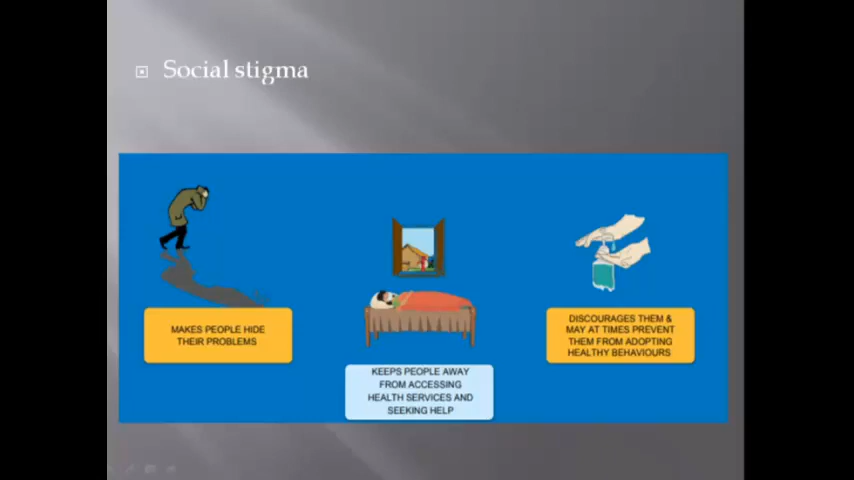 Social stigma
MAKES PEOPLE HIDE
THEIR PROBLEMS
KEEPS PEOPLE AWAY
FROM ACCESSING
HEALTH SERVICES AND
SEEKING HELP
DISCOURAGES THEM &
MAY AT TIMES PREVENT
THEM FROM ADOPTING
HEALTHY BEHAVIOURS